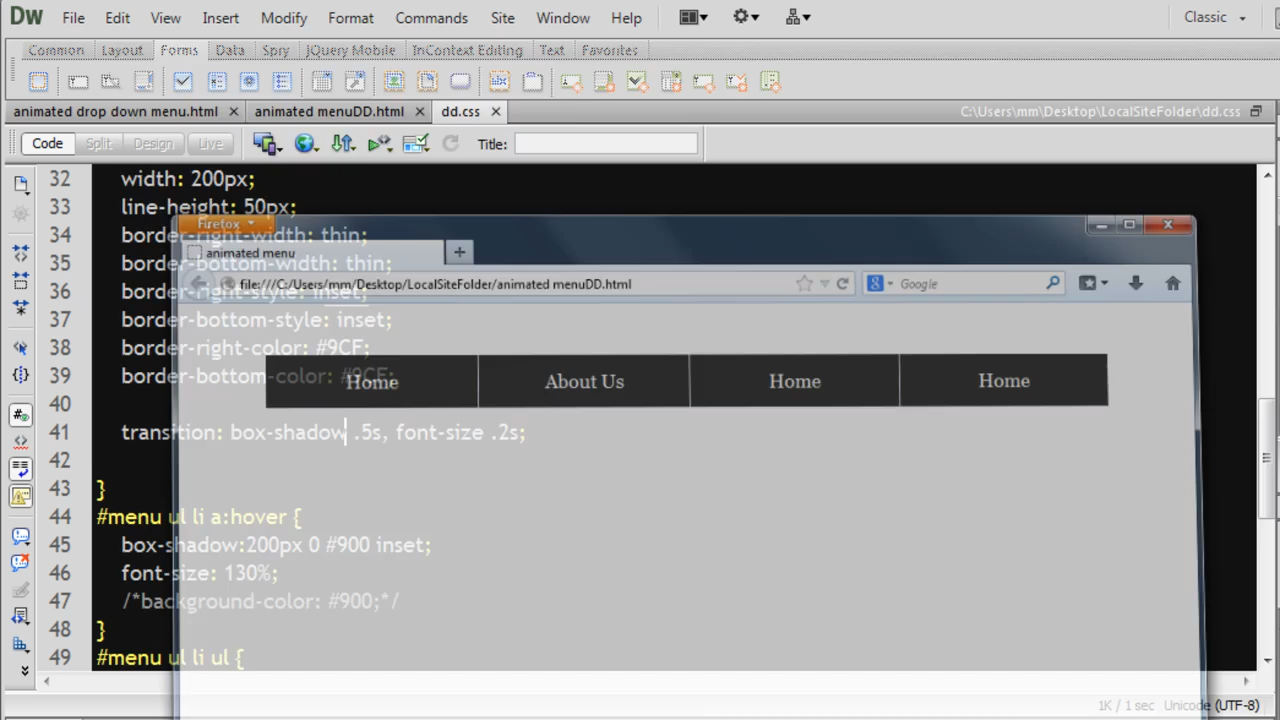 Dw File Edit View Insert Modify Format Commands Site Window Help Classic
Common Layout Forms Data Spry jQuery Mobile InContext Editing Text Favorites
animated drop down menu.html animated menuDD.html dd.css C:\Users\mm\Desktop\LocalSiteFolder\dd.css
Code Split Design Live Title:
32 width: 200px;
33 line-height: 50px;
Firefox
34 border-right-width: thin;
animated menu
35 border-bottom-width: thin;
file:///C:/Users/mm/Desktop/LocalSiteFolder/animated menuDD.html Google
36 border-right-style: inset;
37 border-bottom-style: inset;
38 border-right-color: #9CF;
39 border-bottom-color: #9CF;
Home About Us Home Home
40
41 transition: box-shadow .5s, font-size .2s;
42
43 }
44 #menu ul li a:hover {
45 box-shadow:200px 0 #900 inset;
46 font-size: 130%;
47 /*background-color: #900;*/
48 }
49 #menu ul li ul {
1K / 1 sec Unicode (UTF-8)